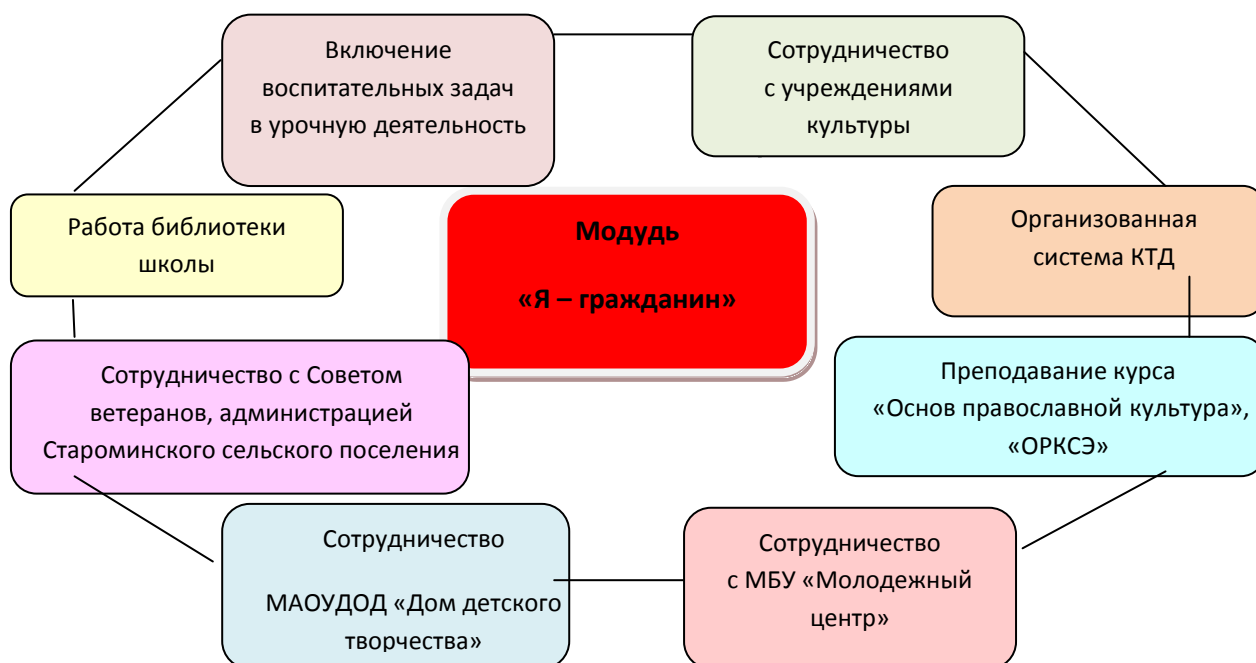 Включение
воспитательных задач
в урочную деятельность
Сотрудничество
с учреждениями
культуры
Работа библиотеки
школы
Модудь
«Я – гражданин»
Организованная
система КТД
Сотрудничество с Советом
ветеранов, администрацией
Староминского сельского поселения
Преподавание курса
«Основ православной культура»,
«ОРКСЭ»
Сотрудничество
МАОУДОД «Дом детского
творчества»
Сотрудничество
с МБУ «Молодежный
центр»